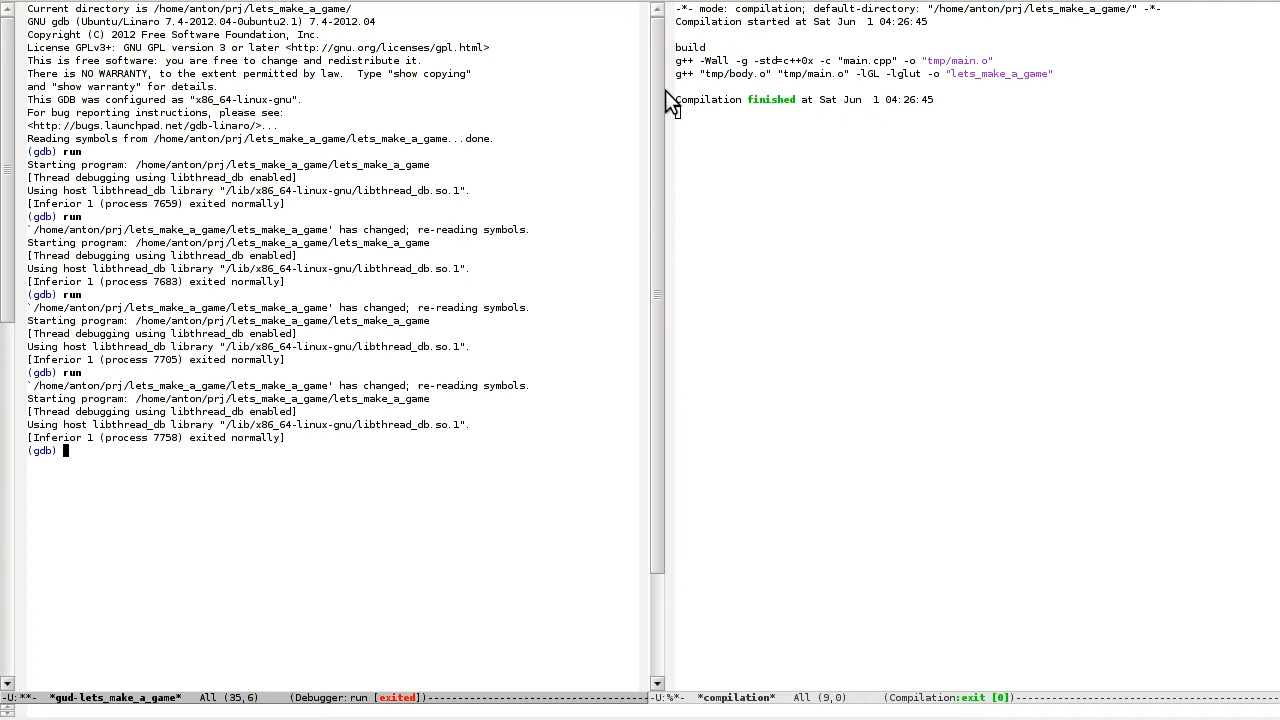 Current directory is /home/anton/prj/lets_make_a_game/
GNU gdb (Ubuntu/Linaro 7.4-2012.04-0ubuntu2.1) 7.4-2012.04
Copyright (C) 2012 Free Software Foundation, Inc.
License GPLv3+: GNU GPL version 3 or later <http://gnu.org/licenses/gpl.html>
This is free software: you are free to change and redistribute it.
There is NO WARRANTY, to the extent permitted by law.  Type "show copying"
and "show warranty" for details.
This GDB was configured as "x86_64-linux-gnu".
For bug reporting instructions, please see:
<http://bugs.launchpad.net/gdb-linaro/>...
Reading symbols from /home/anton/prj/lets_make_a_game/lets_make_a_game...done.
(gdb) run
Starting program: /home/anton/prj/lets_make_a_game/lets_make_a_game
[Thread debugging using libthread_db enabled]
Using host libthread_db library "/lib/x86_64-linux-gnu/libthread_db.so.1".
[Inferior 1 (process 7659) exited normally]
(gdb) run
`/home/anton/prj/lets_make_a_game/lets_make_a_game' has changed; re-reading symbols.
Starting program: /home/anton/prj/lets_make_a_game/lets_make_a_game
[Thread debugging using libthread_db enabled]
Using host libthread_db library "/lib/x86_64-linux-gnu/libthread_db.so.1".
[Inferior 1 (process 7683) exited normally]
(gdb) run
`/home/anton/prj/lets_make_a_game/lets_make_a_game' has changed; re-reading symbols.
Starting program: /home/anton/prj/lets_make_a_game/lets_make_a_game
[Thread debugging using libthread_db enabled]
Using host libthread_db library "/lib/x86_64-linux-gnu/libthread_db.so.1".
[Inferior 1 (process 7705) exited normally]
(gdb) run
`/home/anton/prj/lets_make_a_game/lets_make_a_game' has changed; re-reading symbols.
Starting program: /home/anton/prj/lets_make_a_game/lets_make_a_game
[Thread debugging using libthread_db enabled]
Using host libthread_db library "/lib/x86_64-linux-gnu/libthread_db.so.1".
[Inferior 1 (process 7758) exited normally]
(gdb)
-U:**-  *gud-lets_make_a_game*   All (35,6)     (Debugger:run [exited])
-*- mode: compilation; default-directory: "/home/anton/prj/lets_make_a_game/" -*-
Compilation started at Sat Jun  1 04:26:45
build
g++ -Wall -g -std=c++0x -c "main.cpp" -o "tmp/main.o"
g++ "tmp/body.o" "tmp/main.o" -lGL -lglut -o "lets_make_a_game"
Compilation finished at Sat Jun  1 04:26:45
-U:%*-  *compilation*   All (9,0)      (Compilation:exit [0])